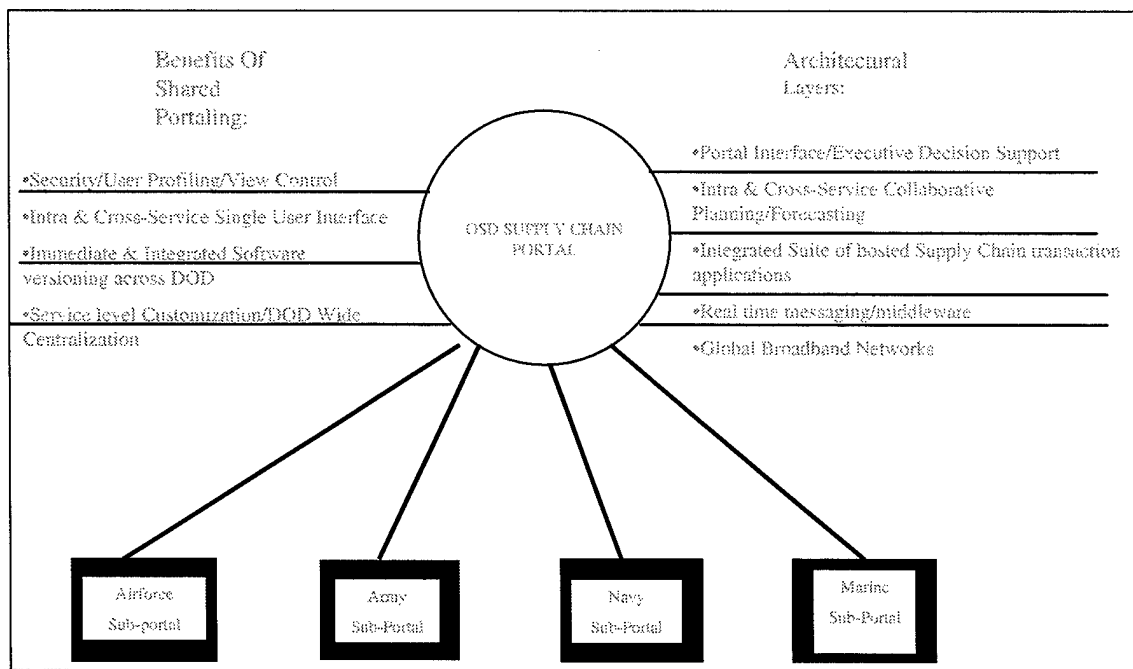 Benefits Of
Shared
Portaling:
•Security/User Profiling/View Control
•Intra & Cross-Service Single User Interface
•Immediate & Integrated Software
versioning across DOD
•Service level Customization/DOD Wide
Centralization
OSD SUPPLY CHAIN
PORTAL
Architectural
Layers:
•Portal Interface/Executive Decision Support
•Intra & Cross-Service Collaborative
Planning/Forecasting
•Integrated Suite of hosted Supply Chain transaction
applications
•Real time messaging/middleware
•Global Broadband Networks
Airforce
Sub-portal
Army
Sub-Portal
Navy
Sub-Portal
Marine
Sub-Portal